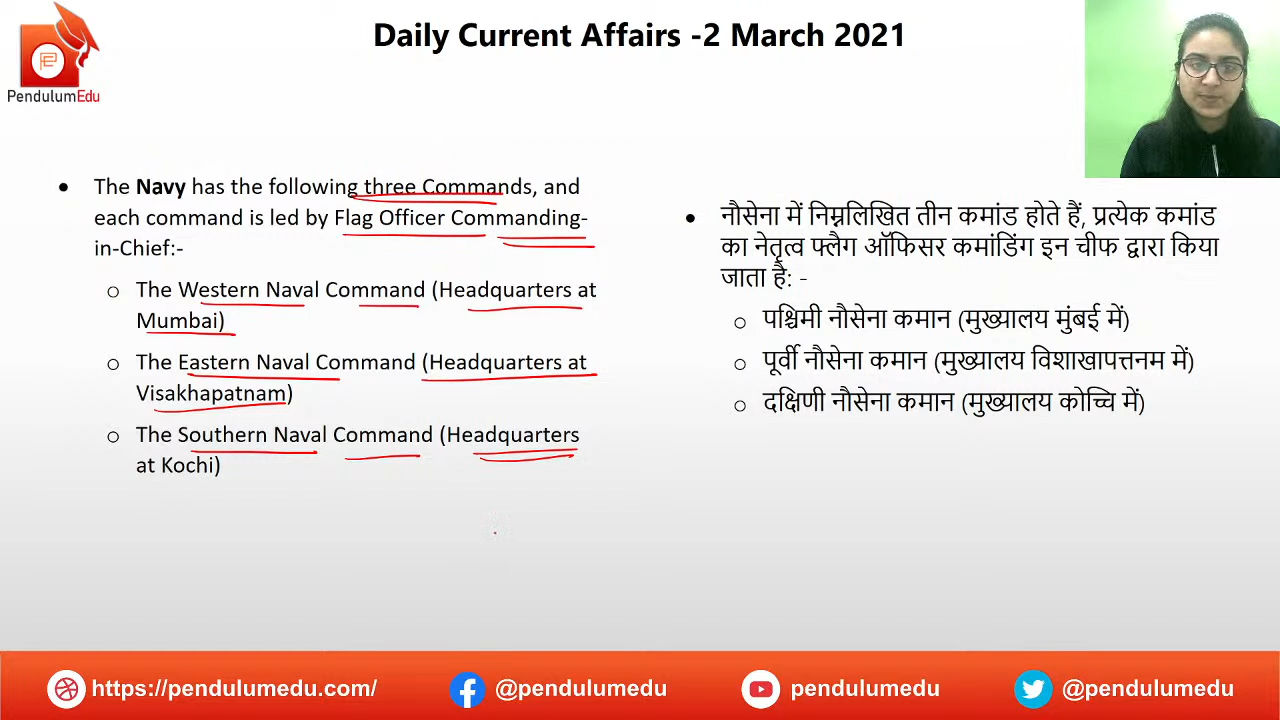 Daily Current Affairs -2 March 2021
PendulumEdu
• The Navy has the following three Commands, and
each command is led by Flag Officer Commanding-
in-Chief:-
o The Western Naval Command (Headquarters at
Mumbai)
o The Eastern Naval Command (Headquarters at
Visakhapatnam)
o The Southern Naval Command (Headquarters
at Kochi)
• नौसेना में निम्नलिखित तीन कमांड होते हैं, प्रत्येक कमांड
का नेतृत्व फ्लैग ऑफिसर कमांडिंग इन चीफ द्वारा किया
जाता है: -
o पश्चिमी नौसेना कमान (मुख्यालय मुंबई में)
o पूर्वी नौसेना कमान (मुख्यालय विशाखापत्तनम में)
o दक्षिणी नौसेना कमान (मुख्यालय कोच्चि में)
https://pendulumedu.com/ @pendulumedu pendulumedu @pendulumedu